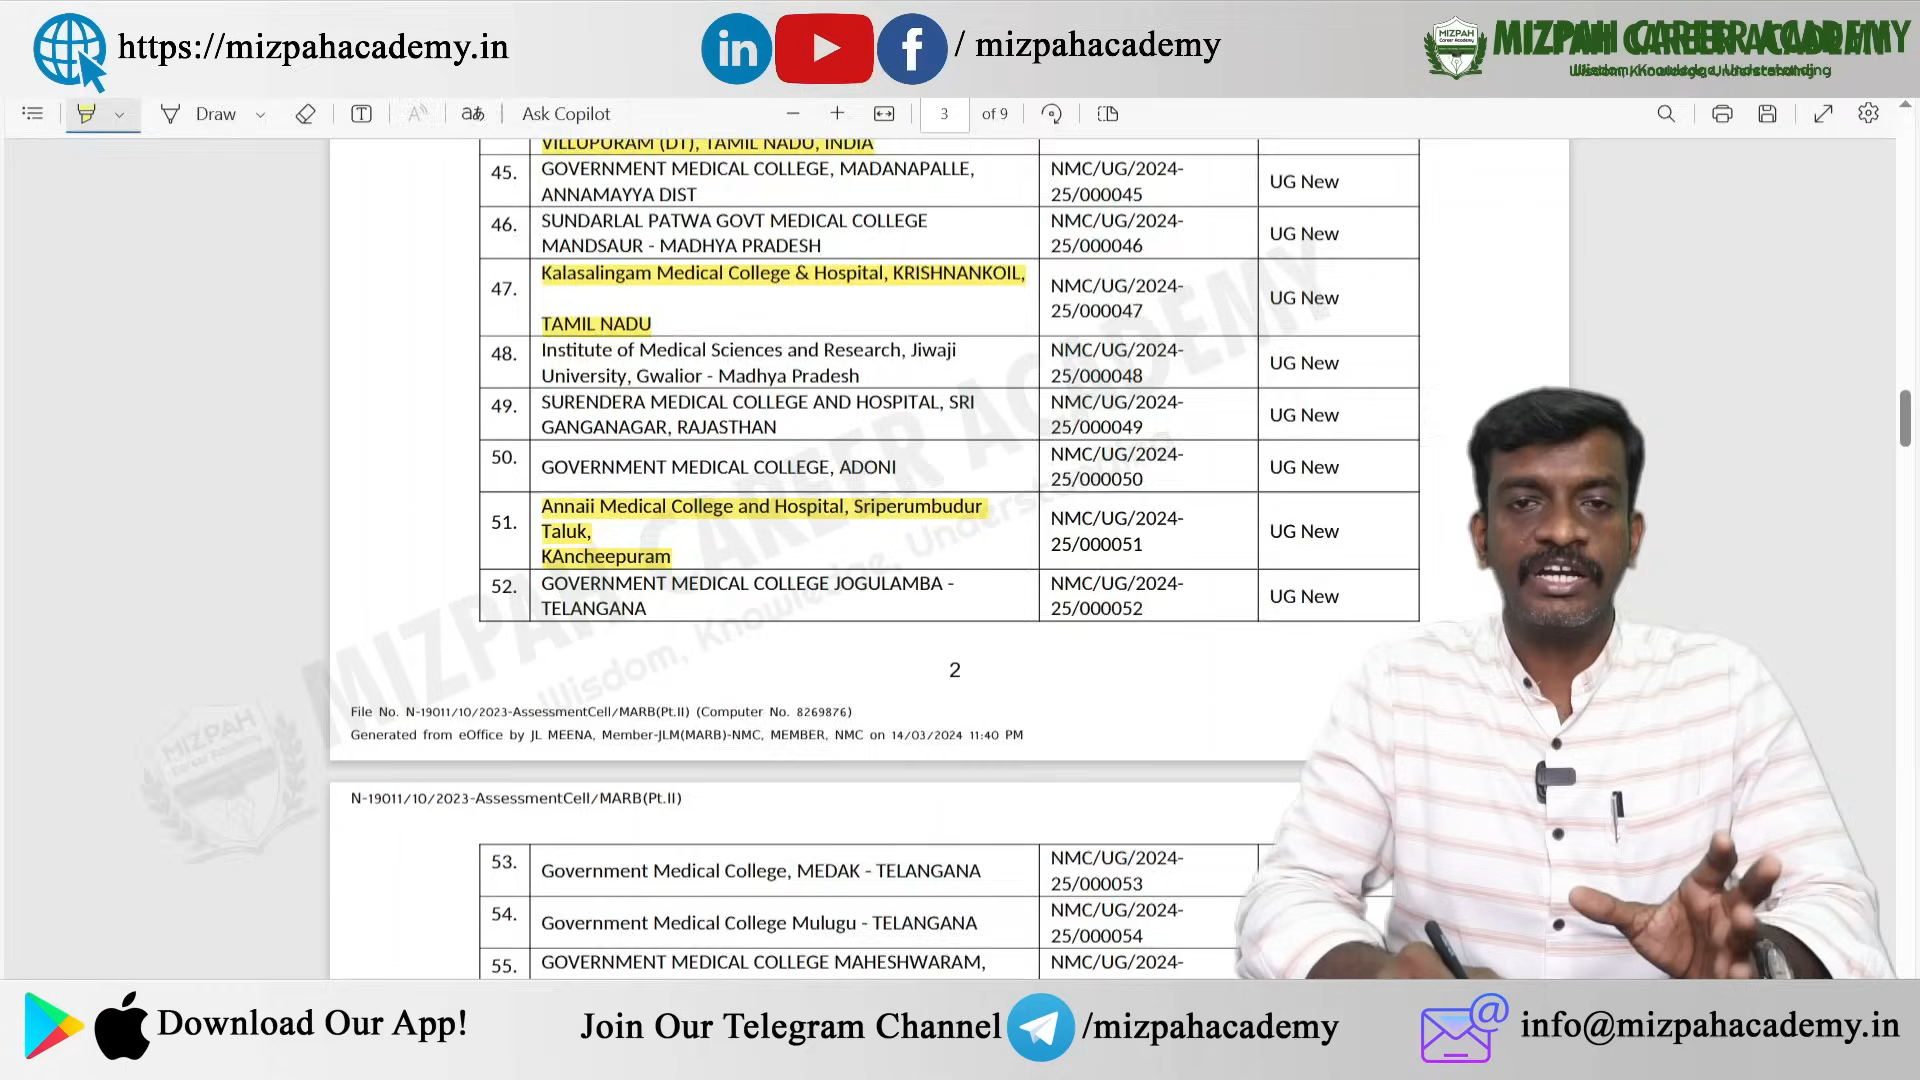 https://mizpahacademy.in
in
f
/ mizpahacademy
MIZPAH CAREER ACADEMY
Wisdom, Knowledge, Understanding
Draw
T
Ask Copilot
3
of 9
VILLUPURAM (DT), TAMIL NADU, INDIA
45.
GOVERNMENT MEDICAL COLLEGE, MADANAPALLE,
ANNAMAYYA DIST
NMC/UG/2024-
25/000045
UG New
46.
SUNDARLAL PATWA GOVT MEDICAL COLLEGE
MANDSAUR - MADHYA PRADESH
NMC/UG/2024-
25/000046
UG New
47.
Kalasalingam Medical College & Hospital, KRISHNANKOIL,
TAMIL NADU
NMC/UG/2024-
25/000047
UG New
48.
Institute of Medical Sciences and Research, Jiwaji
University, Gwalior - Madhya Pradesh
NMC/UG/2024-
25/000048
UG New
49.
SURENDERA MEDICAL COLLEGE AND HOSPITAL, SRI
GANGANAGAR, RAJASTHAN
NMC/UG/2024-
25/000049
UG New
50.
GOVERNMENT MEDICAL COLLEGE, ADONI
NMC/UG/2024-
25/000050
UG New
51.
Annaii Medical College and Hospital, Sriperumbudur
Taluk,
KAncheepuram
NMC/UG/2024-
25/000051
UG New
52.
GOVERNMENT MEDICAL COLLEGE JOGULAMBA -
TELANGANA
NMC/UG/2024-
25/000052
UG New
MIZPAH CAREER ACADEMY
Wisdom, Knowledge, Understanding
MIZPAH
2
File No. N-19011/10/2023-AssessmentCell/MARB(Pt.II) (Computer No. 8269876)
Generated from eOffice by JL MEENA, Member-JLM(MARB)-NMC, MEMBER, NMC on 14/03/2024 11:40 PM
N-19011/10/2023-AssessmentCell/MARB(Pt.II)
53.
Government Medical College, MEDAK - TELANGANA
NMC/UG/2024-
25/000053
54.
Government Medical College Mulugu - TELANGANA
NMC/UG/2024-
25/000054
55.
GOVERNMENT MEDICAL COLLEGE MAHESHWARAM,
NMC/UG/2024-
Download Our App!
Join Our Telegram Channel
/mizpahacademy
info@mizpahacademy.in